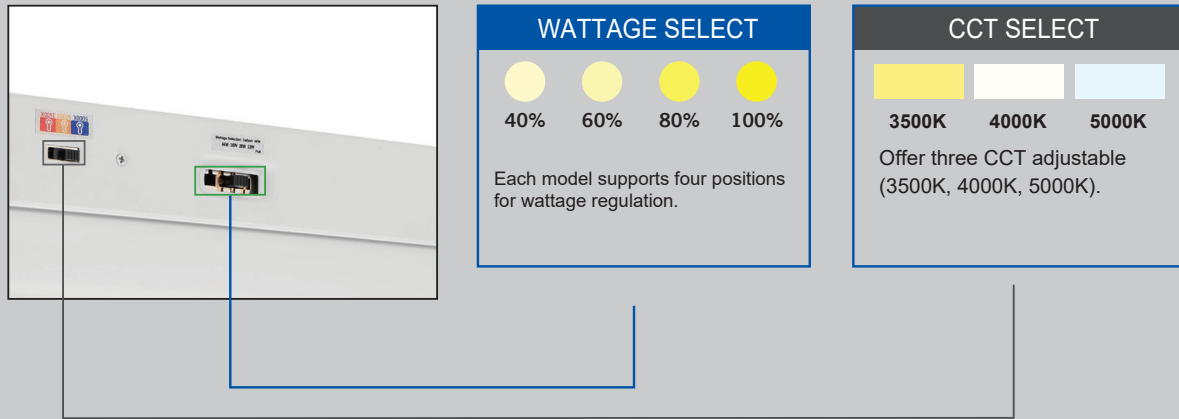 WATTAGE SELECT
40% 60% 80% 100%
Each model supports four positions
for wattage regulation.
CCT SELECT
3500K 4000K 5000K
Offer three CCT adjustable
(3500K, 4000K, 5000K).